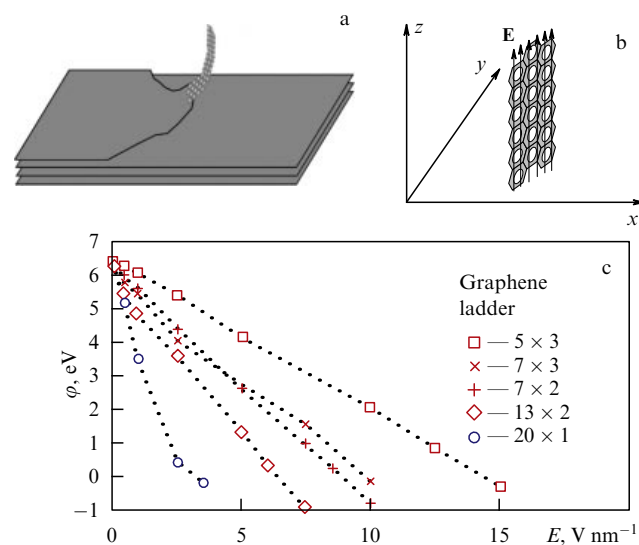 a
b
z
E
y
x
c
7
6
5
4
3
2
1
0
−1
φ, eV
Graphene
ladder
— 5 × 3
— 7 × 3
— 7 × 2
— 13 × 2
— 20 × 1
0 5 10 15 E, V nm⁻¹